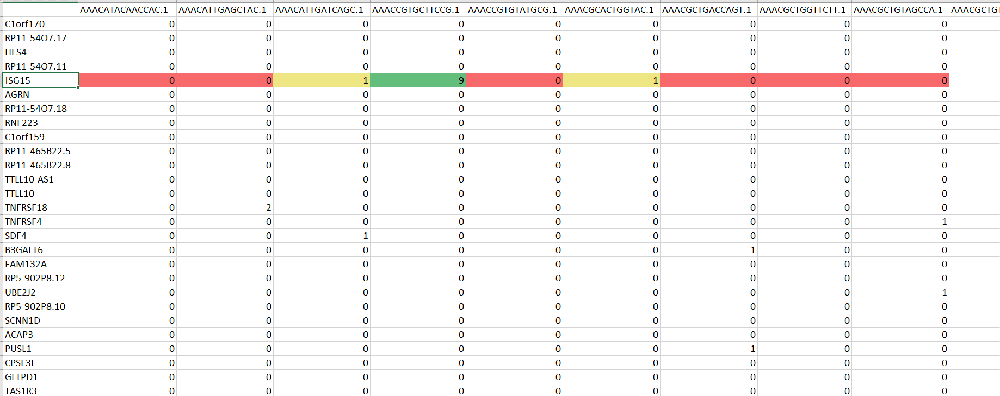 AAACATACAACCAC.1 AAACATTGAGCTAC.1 AAACATTGATCAGC.1 AAACCGTGCTTCCG.1 AAACCGTGTATGCG.1 AAACGCACTGGTAC.1 AAACGCTGACCAGT.1 AAACGCTGGTTCTT.1 AAACGCTGTAGCCA.1
C1orf170 0 0 0 0 0 0 0 0 0
RP11-54O7.17 0 0 0 0 0 0 0 0 0
HES4 0 0 0 0 0 0 0 0 0
RP11-54O7.11 0 0 0 0 0 0 0 0 0
ISG15 0 0 1 9 0 1 0 0 0
AGRN 0 0 0 0 0 0 0 0 0
RP11-54O7.18 0 0 0 0 0 0 0 0 0
RNF223 0 0 0 0 0 0 0 0 0
C1orf159 0 0 0 0 0 0 0 0 0
RP11-465B22.5 0 0 0 0 0 0 0 0 0
RP11-465B22.8 0 0 0 0 0 0 0 0 0
TTLL10-AS1 0 0 0 0 0 0 0 0 0
TTLL10 0 0 0 0 0 0 0 0 0
TNFRSF18 0 2 0 0 0 0 0 0 0
TNFRSF4 0 0 0 0 0 0 0 0 1
SDF4 0 0 1 0 0 0 0 0 0
B3GALT6 0 0 0 0 0 0 1 0 0
FAM132A 0 0 0 0 0 0 0 0 0
RP5-902P8.12 0 0 0 0 0 0 0 0 0
UBE2J2 0 0 0 0 0 0 0 0 1
RP5-902P8.10 0 0 0 0 0 0 0 0 0
SCNN1D 0 0 0 0 0 0 0 0 0
ACAP3 0 0 0 0 0 0 0 0 0
PUSL1 0 0 0 0 0 0 1 0 0
CPSF3L 0 0 0 0 0 0 0 0 0
GLTPD1 0 0 0 0 0 0 0 0 0
TAS1R3 0 0 0 0 0 0 0 0 0